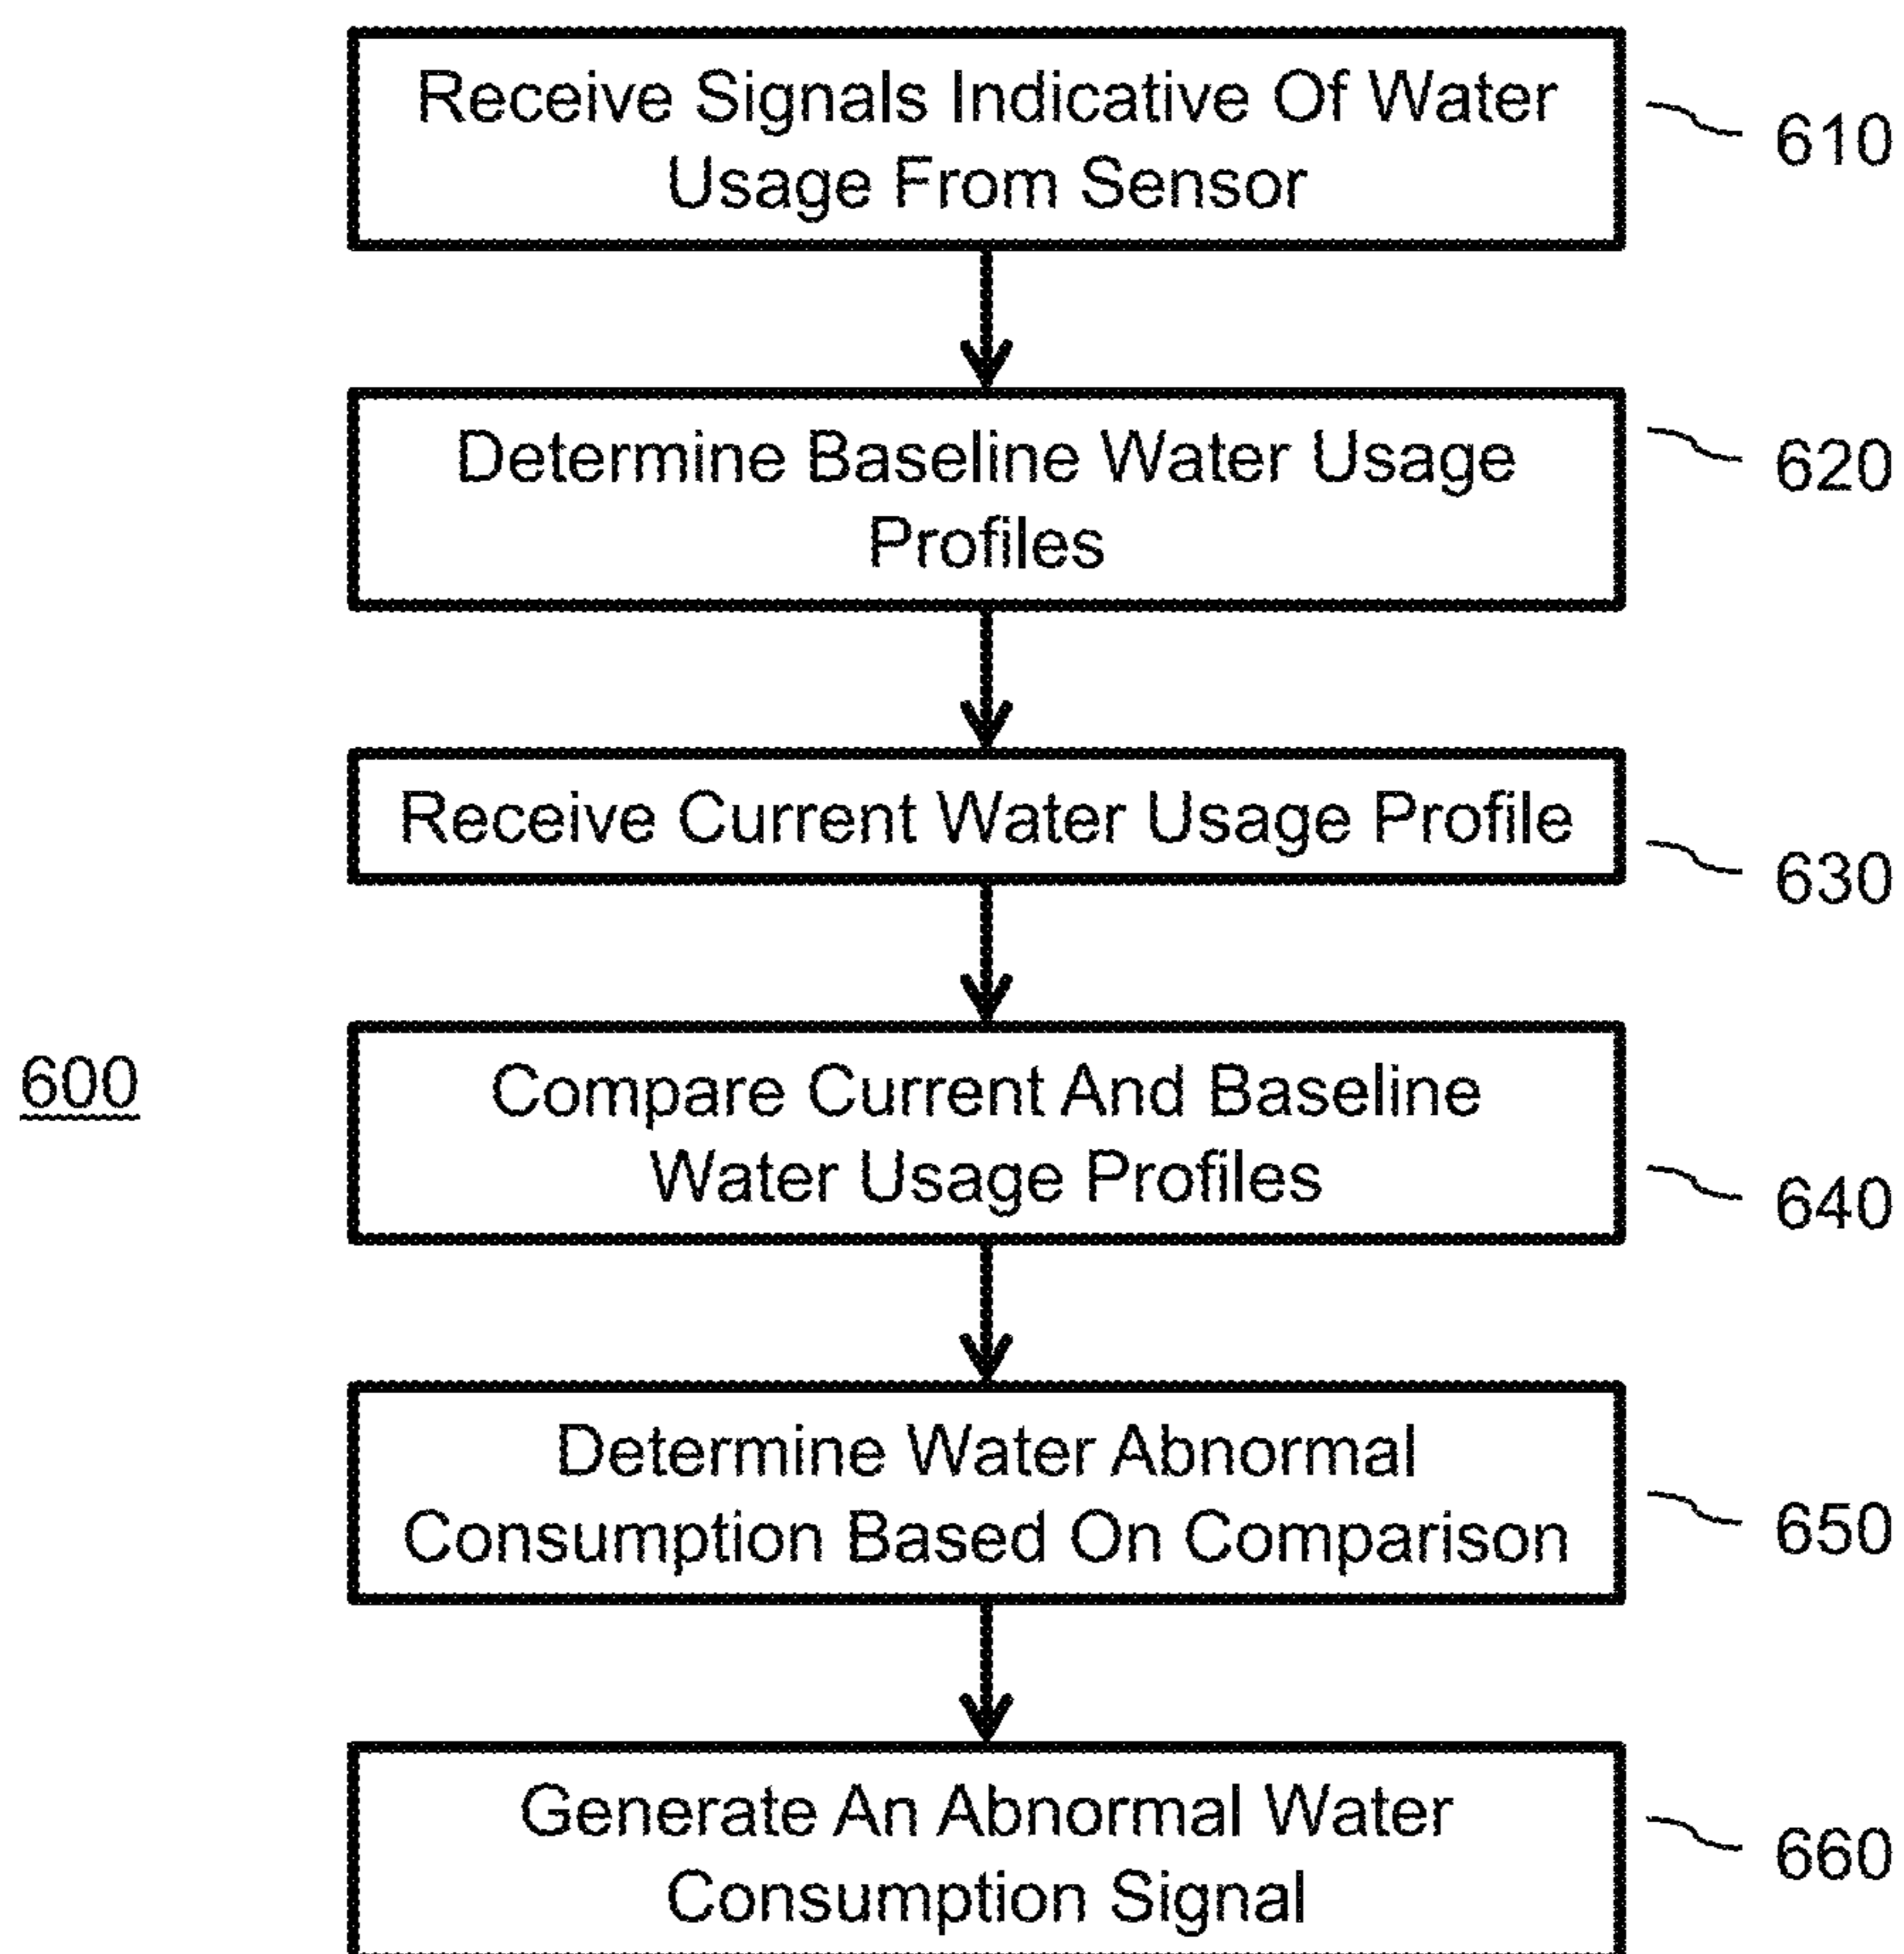 Receive Signals Indicative Of Water
Usage From Sensor
610
Determine Baseline Water Usage
Profiles
620
Receive Current Water Usage Profile
630
600
Compare Current And Baseline
Water Usage Profiles
640
Determine Water Abnormal
Consumption Based On Comparison
650
Generate An Abnormal Water
Consumption Signal
660